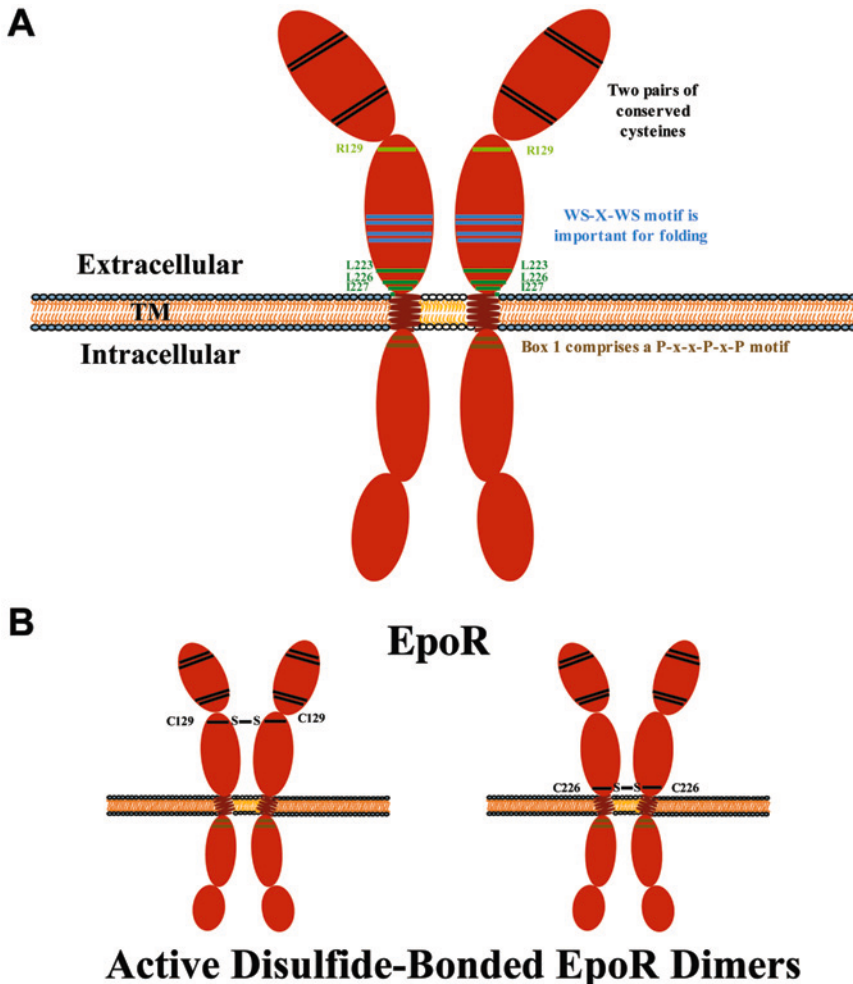 A
Two pairs of
conserved
cysteines
R129
R129
WS-X-WS motif is
important for folding
Extracellular
L223
L226
I227
L223
L226
I227
TM
Intracellular
Box 1 comprises a P-x-x-P-x-P motif
B
EpoR
C129
S–S
C129
C226
S–S
C226
Active Disulfide-Bonded EpoR Dimers